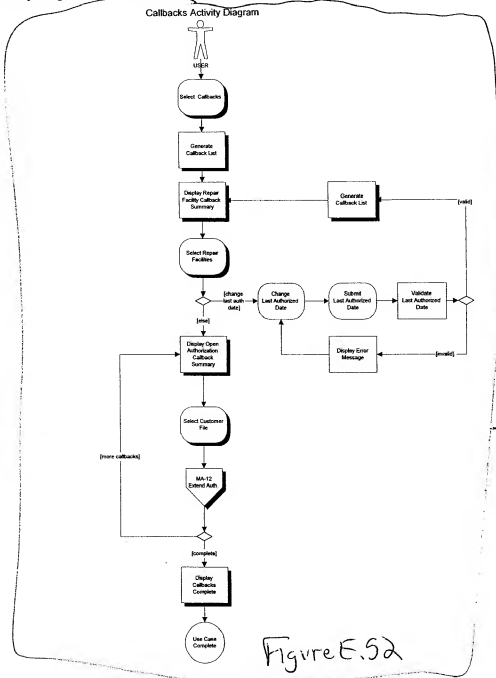 Callbacks Activity Diagram
USER
Select Callbacks
Generate
Callback List
Display Repair
Facility Callback
Summary
Generate
Callback List
[valid]
Select Repair
Facilities
[change
last auth
date]
Change
Last Authorized
Date
Submit
Last Authorized
Date
Validate
Last Authorized
Date
[else]
Display Open
Authorization
Callback
Summary
Display Error
Message
[invalid]
Select Customer
File
[more callbacks]
MA-12
Extend Auth.
[complete]
Display
Callbacks
Complete
Use Case
Complete
Figure E.52